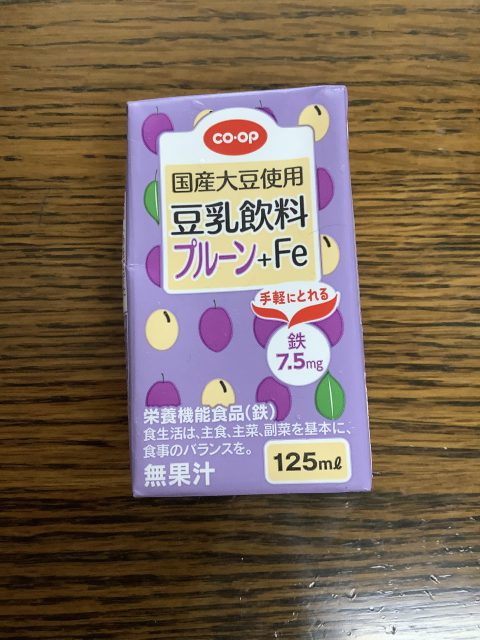 co·op
国産大豆使用
豆乳飲料
プルーン+Fe
手軽にとれる
鉄
7.5mg
栄養機能食品(鉄)
食生活は、主食、主菜、副菜を基本に、
食事のバランスを。
無果汁
125mℓ